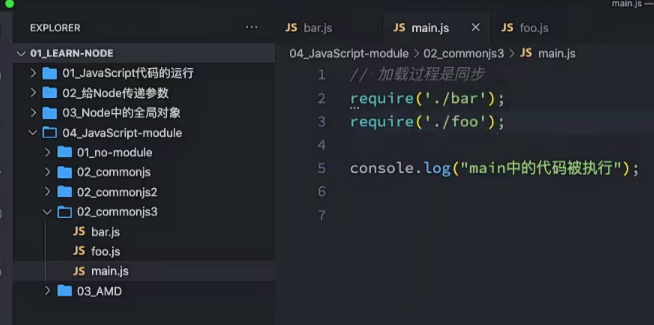 main.js —
EXPLORER
···
01_LEARN-NODE
01_JavaScript代码的运行
02_给Node传递参数
03_Node中的全局对象
04_JavaScript-module
01_no-module
02_commonjs
02_commonjs2
02_commonjs3
JS bar.js
JS foo.js
JS main.js
03_AMD
JS bar.js
JS main.js ×
JS foo.js
04_JavaScript-module > 02_commonjs3 > JS main.js
1 // 加载过程是同步
2 require('./bar');
3 require('./foo');
4
5 console.log("main中的代码被执行");
6
7